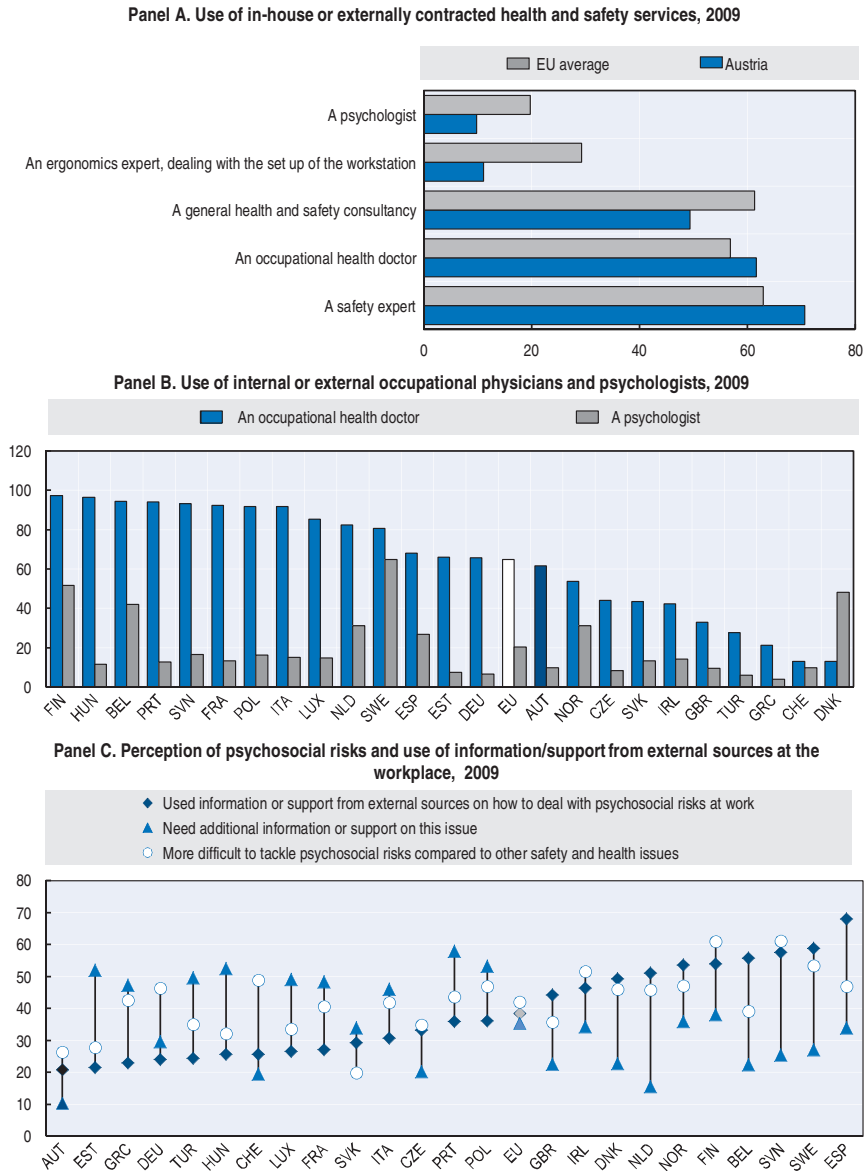 Panel A. Use of in-house or externally contracted health and safety services, 2009
EU average Austria
A psychologist
An ergonomics expert, dealing with the set up of the workstation
A general health and safety consultancy
An occupational health doctor
A safety expert
0 20 40 60 80
Panel B. Use of internal or external occupational physicians and psychologists, 2009
An occupational health doctor A psychologist
120
100
80
60
40
20
0
FIN HUN BEL PRT SVN FRA POL ITA LUX NLD SWE ESP EST DEU EU AUT NOR CZE SVK IRL GBR TUR GRC CHE DNK
Panel C. Perception of psychosocial risks and use of information/support from external sources at the
workplace, 2009
Used information or support from external sources on how to deal with psychosocial risks at work
Need additional information or support on this issue
More difficult to tackle psychosocial risks compared to other safety and health issues
80
70
60
50
40
30
20
10
0
AUT EST GRC DEU TUR HUN CHE LUX FRA SVK ITA CZE PRT POL EU GBR IRL DNK NLD NOR FIN BEL SVN SWE ESP